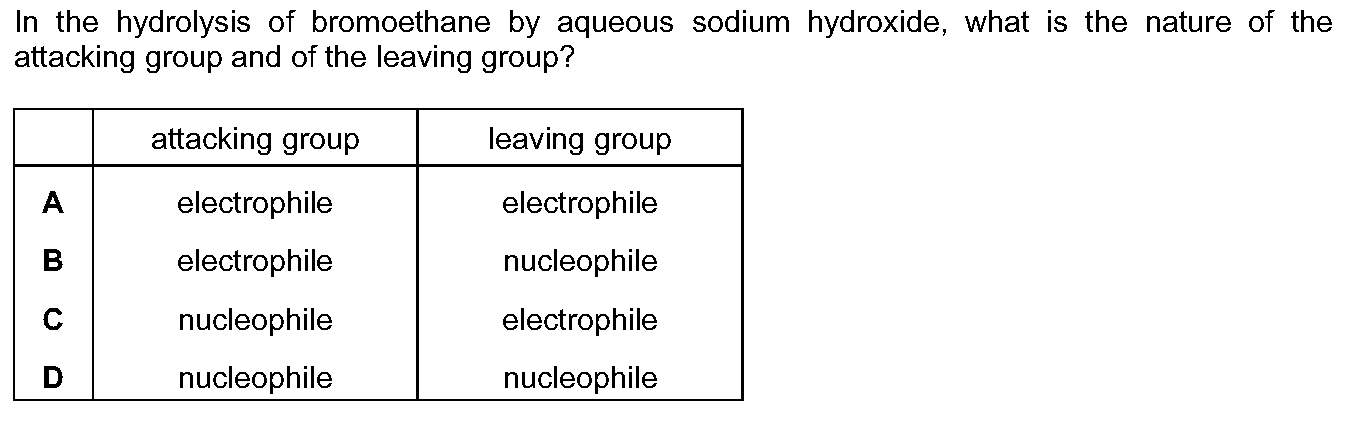 In the hydrolysis of bromoethane by aqueous sodium hydroxide, what is the nature of the
attacking group and of the leaving group?
attacking group leaving group
A electrophile electrophile
B electrophile nucleophile
C nucleophile electrophile
D nucleophile nucleophile